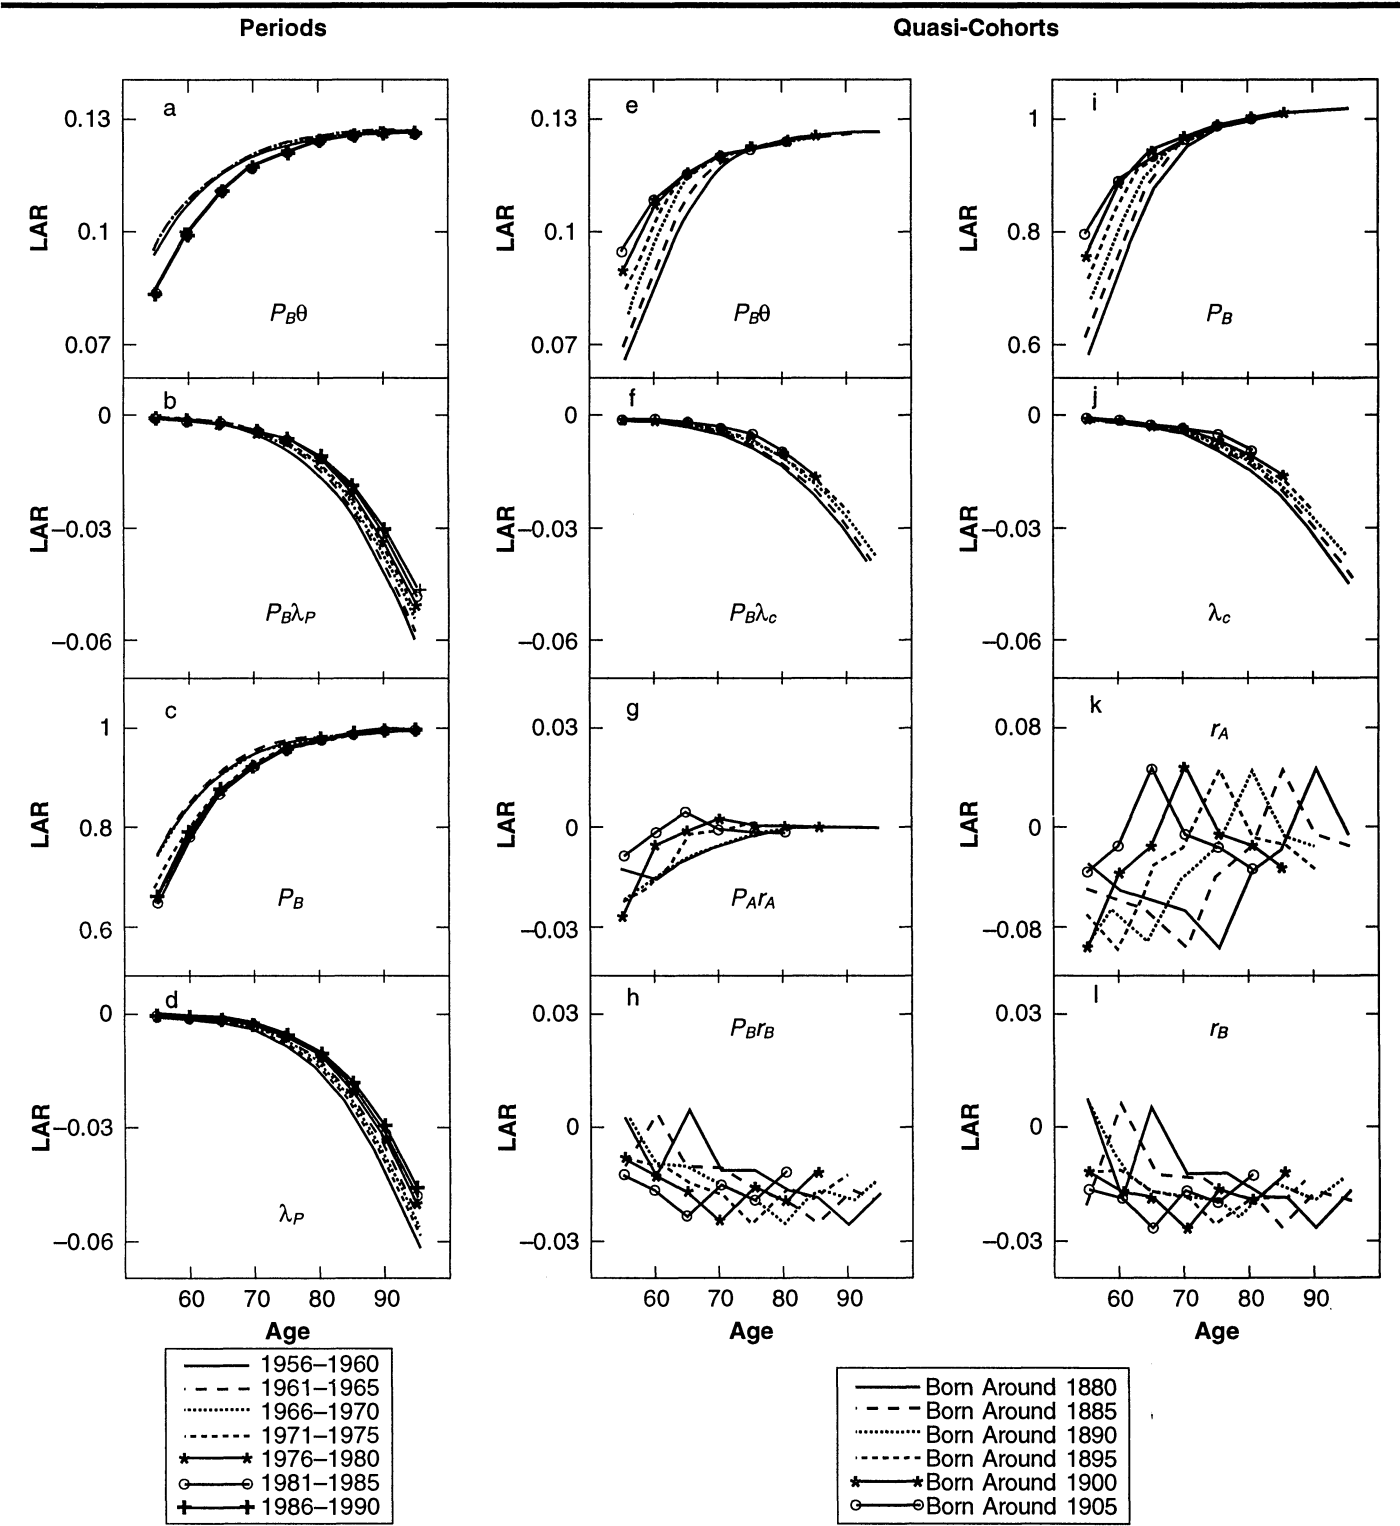 Periods
Quasi-Cohorts
a
0.13
0.1
0.07
LAR
P_Bθ
b
0
−0.03
−0.06
LAR
P_Bλ_P
c
1
0.8
0.6
LAR
P_B
d
0
−0.03
−0.06
LAR
λ_P
60 70 80 90
Age
e
0.13
0.1
0.07
LAR
P_Bθ
f
0
−0.03
−0.06
LAR
P_Bλ_c
g
0.03
0
−0.03
LAR
P_Ar_A
h
0.03
0
−0.03
LAR
P_Br_B
60 70 80 90
Age
i
1
0.8
0.6
LAR
P_B
j
0
−0.03
−0.06
LAR
λ_c
k
0.08
0
−0.08
LAR
r_A
l
0.03
0
−0.03
LAR
r_B
60 70 80 90
Age
1956–1960
1961–1965
1966–1970
1971–1975
1976–1980
1981–1985
1986–1990
Born Around 1880
Born Around 1885
Born Around 1890
Born Around 1895
Born Around 1900
Born Around 1905